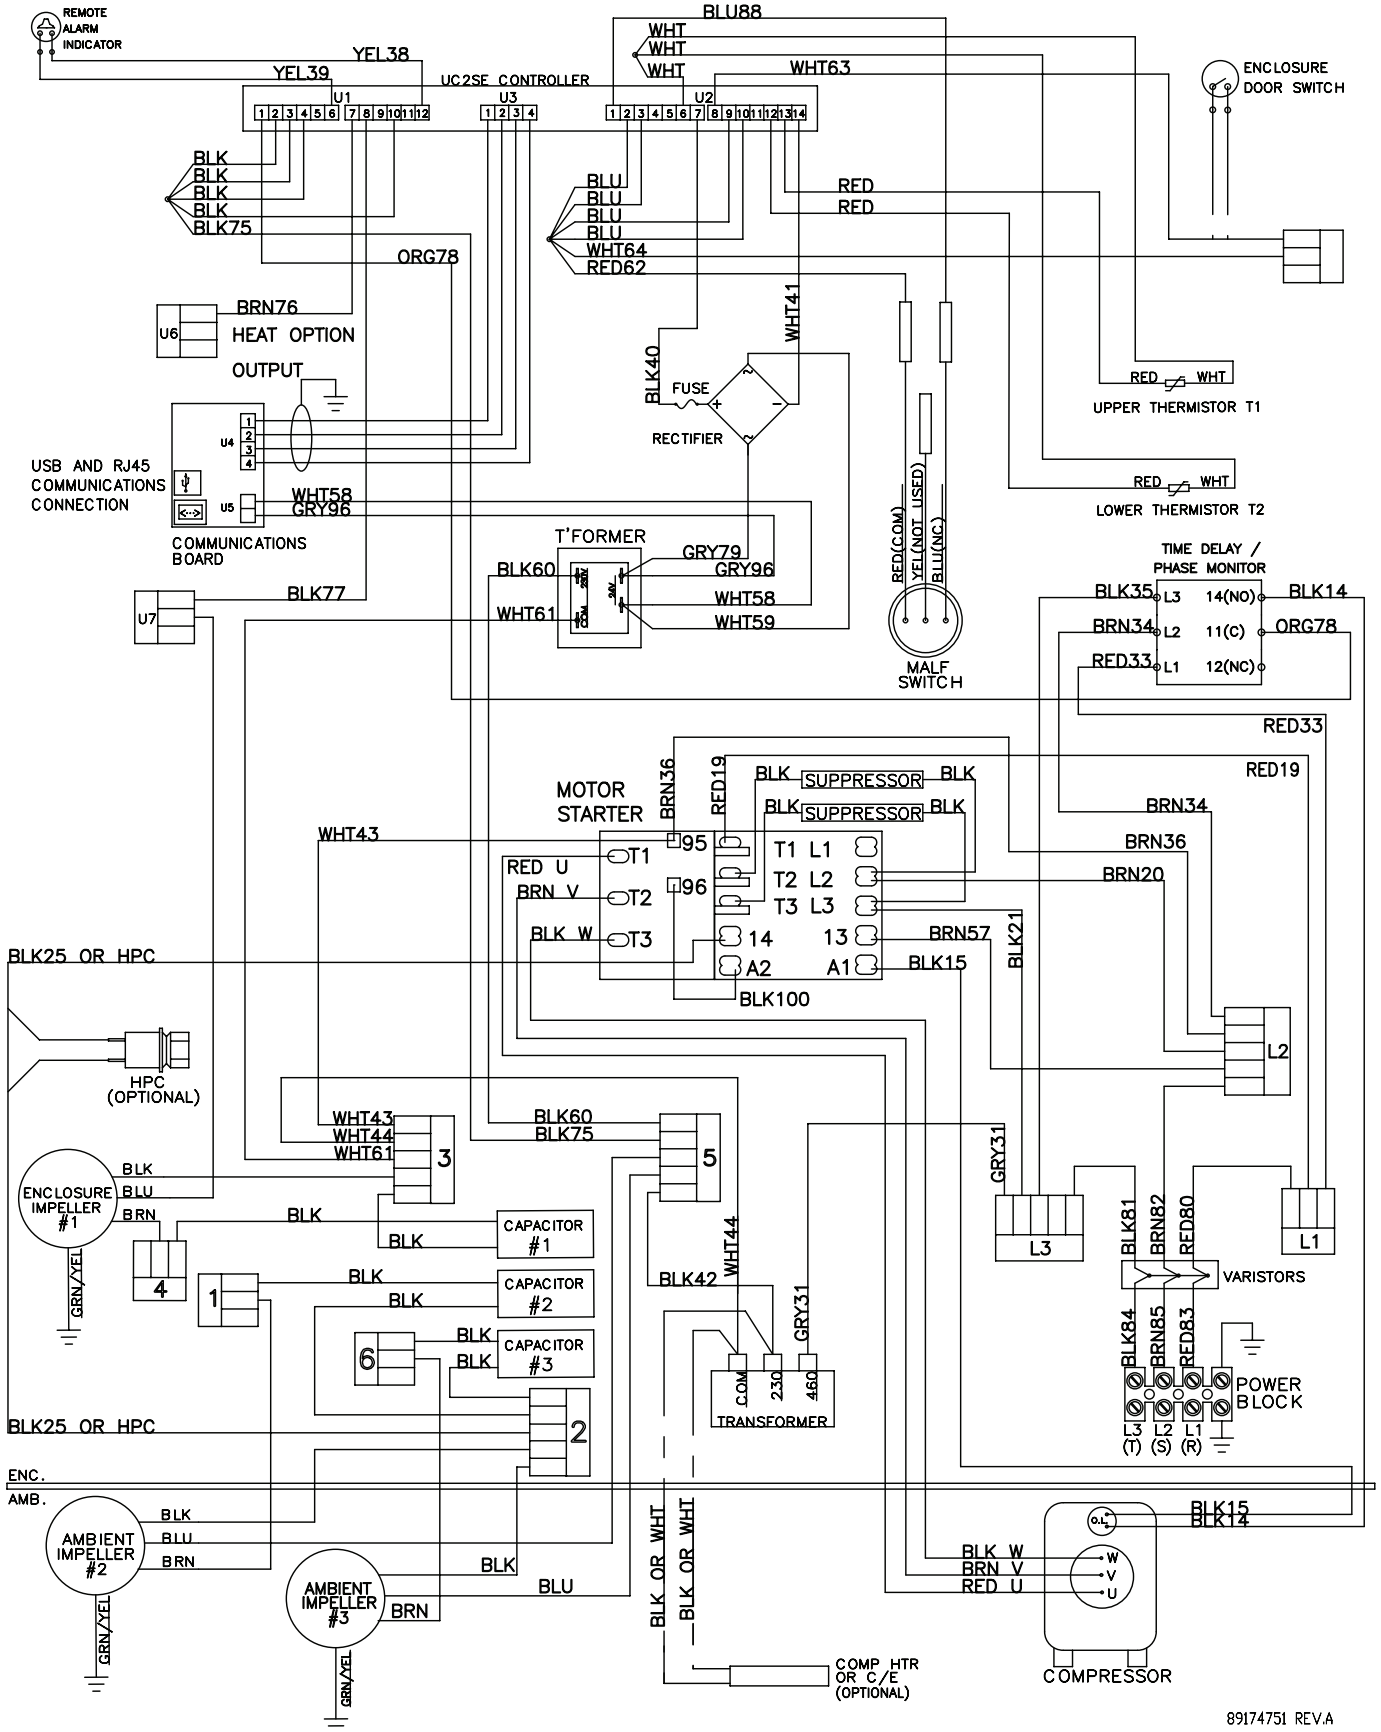 REMOTE
ALARM
INDICATOR
YEL38
YEL39
BLU88
WHT
WHT
WHT
WHT63
UC2SE CONTROLLER
U1
U3
U2
1 2 3 4 5 6 7 8 9 10 11 12
1 2 3 4
1 2 3 4 5 6 7 8 9 10 11 12 13 14
ENCLOSURE
DOOR SWITCH
BLK
BLK
BLK
BLK
BLK75
ORG78
BLU
BLU
BLU
BLU
WHT64
RED62
RED
RED
BRN76
U6
HEAT OPTION
OUTPUT
WHT41
BLK40
FUSE
+
-
~
~
RECTIFIER
RED
WHT
UPPER THERMISTOR T1
RED
WHT
LOWER THERMISTOR T2
U4
1
2
3
4
U5
<··>
USB AND RJ45
COMMUNICATIONS
CONNECTION
WHT58
GRY96
COMMUNICATIONS
BOARD
T'FORMER
BLK60
WHT61
230V
COM
24V
GRY79
GRY96
WHT58
WHT59
RED(COM)
YEL(NOT USED)
BLU(NC)
MALF
SWITCH
TIME DELAY /
PHASE MONITOR
BLK35
L3
14(NO)
BLK14
BRN34
L2
11(C)
ORG78
RED33
L1
12(NC)
BLK77
U7
RED33
RED19
BRN34
BRN36
BRN20
MOTOR
STARTER
BRN36
RED19
BLK
SUPPRESSOR
BLK
BLK
SUPPRESSOR
BLK
WHT43
RED U
BRN V
BLK W
T1
T2
T3
95
96
T1 L1
T2 L2
T3 L3
14
13
A2
A1
BRN57
BLK15
BLK21
BLK100
BLK25 OR HPC
HPC
(OPTIONAL)
L2
WHT43
WHT44
WHT61
3
BLK60
BLK75
5
GRY31
ENCLOSURE
IMPELLER
#1
BLK
BLU
BRN
GRN/YEL
4
BLK
BLK
CAPACITOR
#1
1
BLK
BLK
CAPACITOR
#2
6
BLK
BLK
CAPACITOR
#3
2
WHT44
BLK42
GRY31
COM
230
460
TRANSFORMER
L3
L1
BLK81
BRN82
RED80
VARISTORS
BLK84
BRN85
RED83
POWER
BLOCK
L3
(T)
L2
(S)
L1
(R)
BLK25 OR HPC
ENC.
AMB.
AMBIENT
IMPELLER
#2
BLK
BLU
BRN
GRN/YEL
AMBIENT
IMPELLER
#3
BLK
BLU
BRN
GRN/YEL
BLK OR WHT
BLK OR WHT
COMP HTR
OR C/E
(OPTIONAL)
BLK15
BLK14
O.L.
BLK W
BRN V
RED U
W
V
U
COMPRESSOR
89174751 REV.A